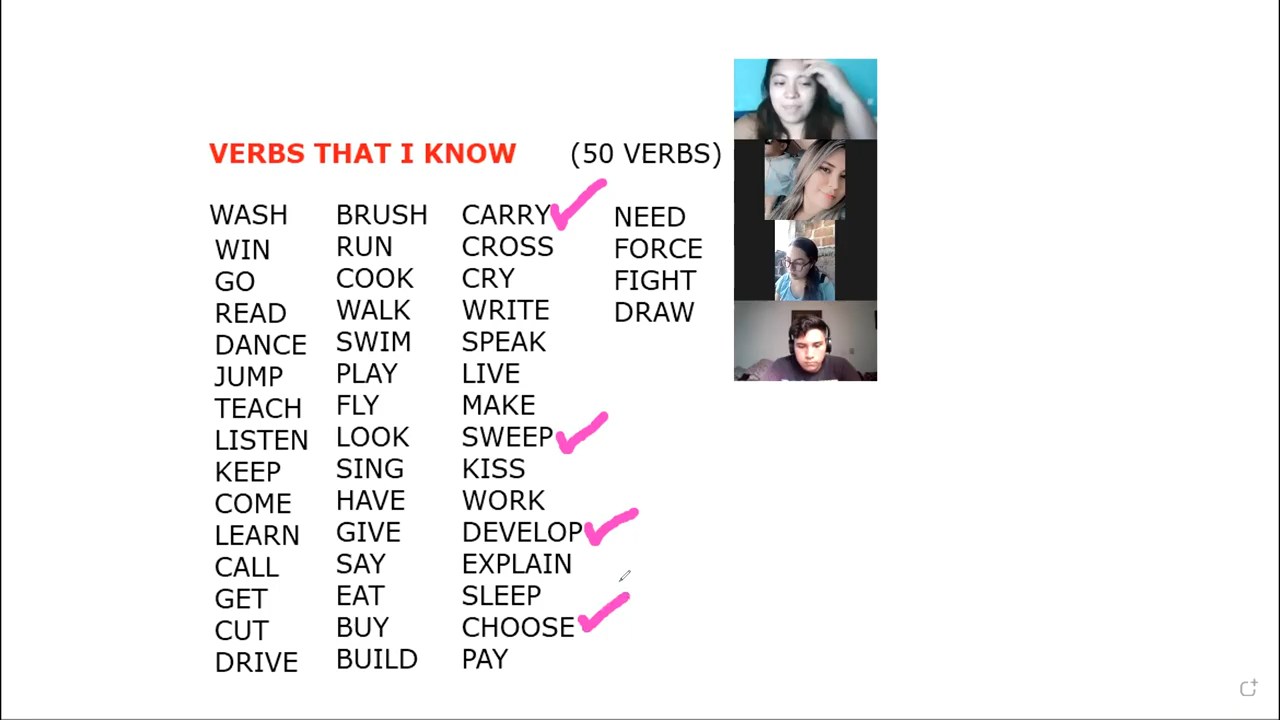 VERBS THAT I KNOW (50 VERBS)
WASH BRUSH CARRY NEED
WIN RUN CROSS FORCE
GO COOK CRY FIGHT
READ WALK WRITE DRAW
DANCE SWIM SPEAK
JUMP PLAY LIVE
TEACH FLY MAKE
LISTEN LOOK SWEEP
KEEP SING KISS
COME HAVE WORK
LEARN GIVE DEVELOP
CALL SAY EXPLAIN
GET EAT SLEEP
CUT BUY CHOOSE
DRIVE BUILD PAY